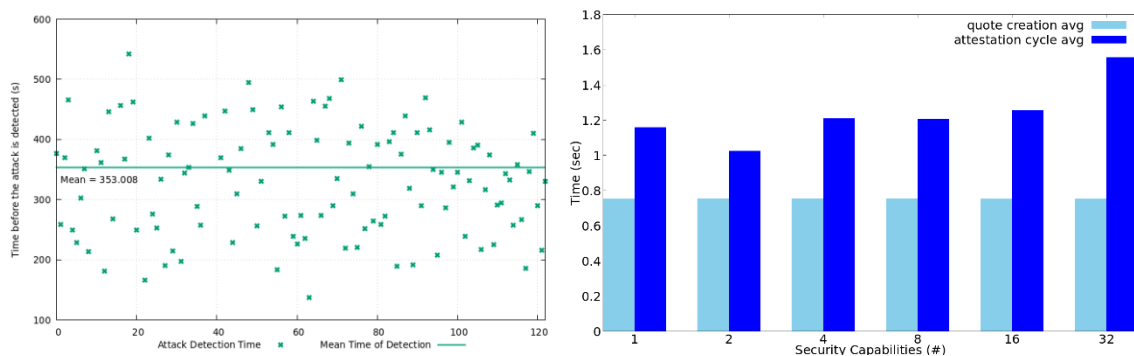 600
500
400
300
200
100
Time before the attack is detected (s)
Mean = 353.008
0 20 40 60 80 100 120
Attack Detection Time Mean Time of Detection
1.8
1.6
1.4
1.2
1
0.8
0.6
0.4
0.2
0
Time (sec)
quote creation avg
attestation cycle avg
1 2 4 8 16 32
Security Capabilities (#)